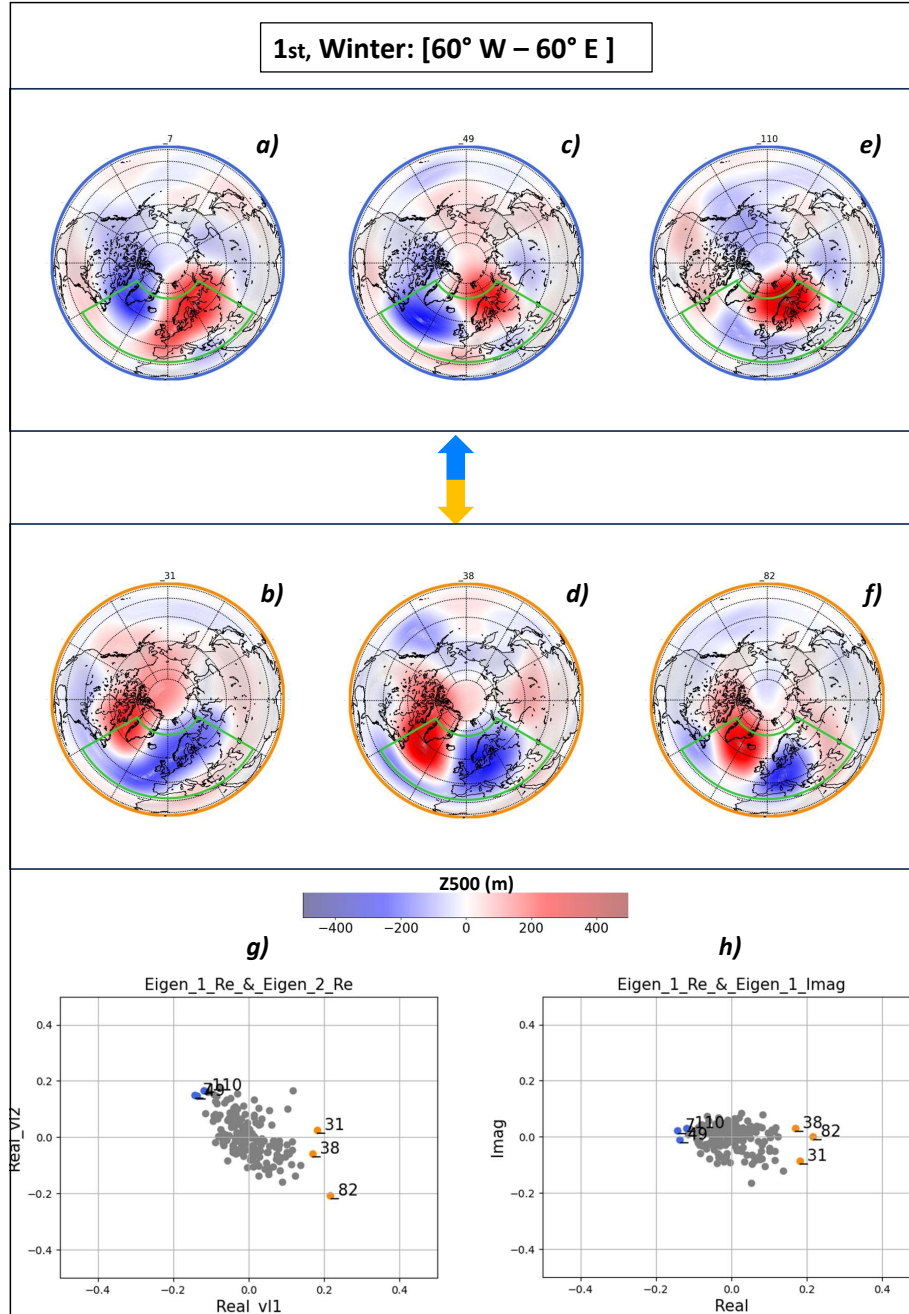 1st, Winter: [60° W – 60° E ]
_7
a)
_49
c)
_110
e)
_31
b)
_38
d)
_82
f)
Z500 (m)
−400 −200 0 200 400
g)
h)
Eigen_1_Re_&_Eigen_2_Re
Eigen_1_Re_&_Eigen_1_Imag
Real_vl2
0.4
0.2
0.0
−0.2
−0.4
_49
_110
_31
_38
_82
−0.4 −0.2 0.0 0.2 0.4
Real_vl1
Imag
0.4
0.2
0.0
−0.2
−0.4
_7
_110
_49
_38
_82
_31
−0.4 −0.2 0.0 0.2 0.4
Real